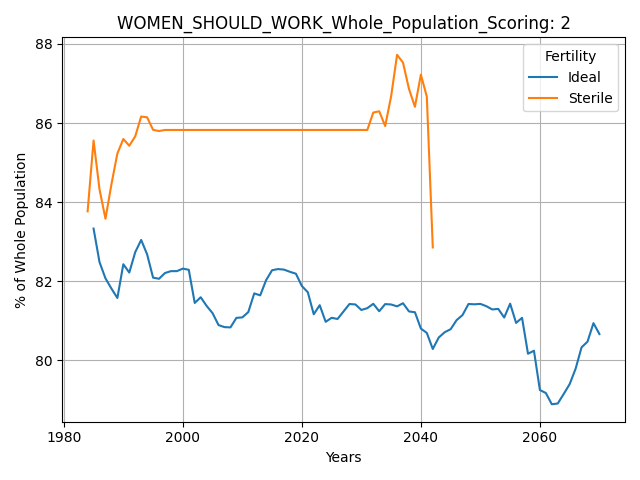 WOMEN_SHOULD_WORK_Whole_Population_Scoring: 2
Fertility
Ideal
Sterile
% of Whole Population
88
86
84
82
80
1980
2000
2020
2040
2060
Years